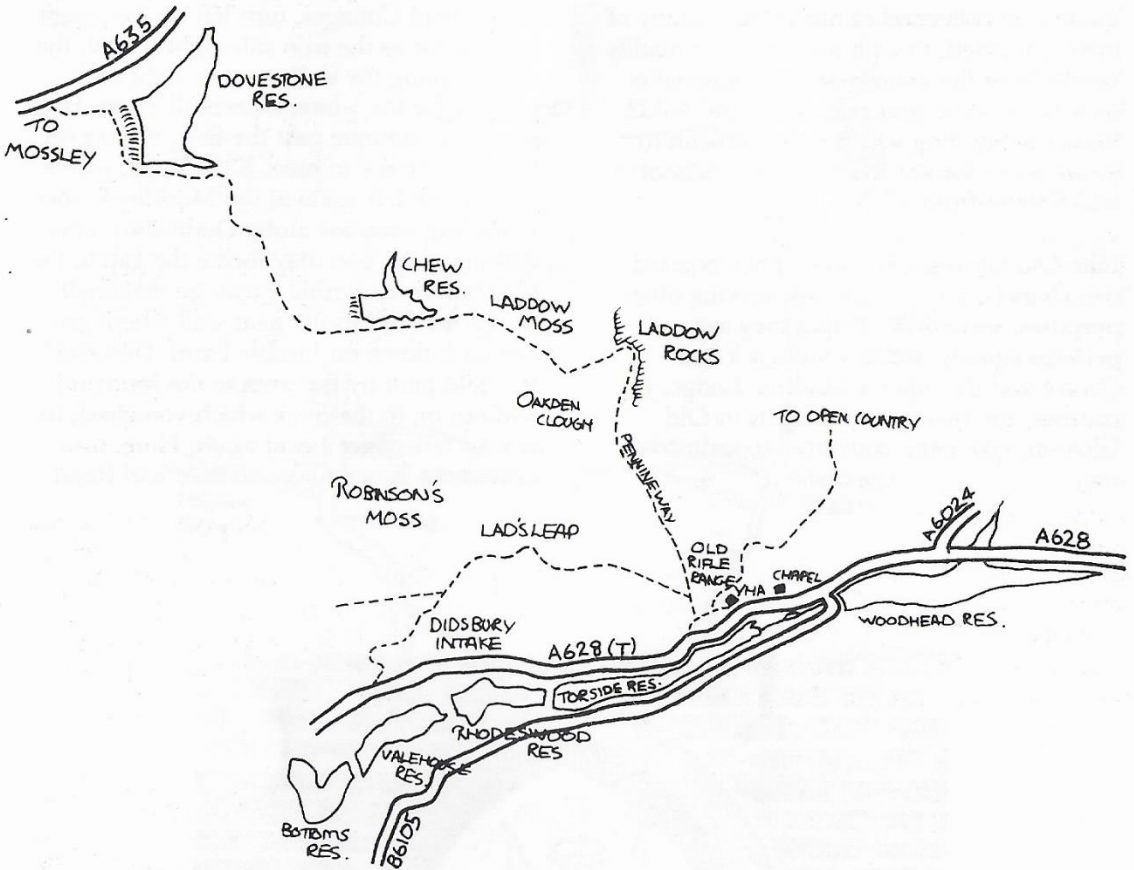 A635
DOVESTONE
RES.
TO
MOSSLEY
CHEW
RES.
LADDOW
MOSS
LADDOW
ROCKS
OAKDEN
CLOUGH
TO OPEN COUNTRY
PENNINE WAY
ROBINSON'S
MOSS
LAD'S LEAP
OLD
RIFLE
RANGE
YHA
CHAPEL
A6024
A628
WOODHEAD RES.
DIDSBURY
INTAKE
A628 (T)
TORSIDE RES.
RHODESWOOD
RES
VALEHOUSE
RES.
BOTTOMS
RES.
B6105